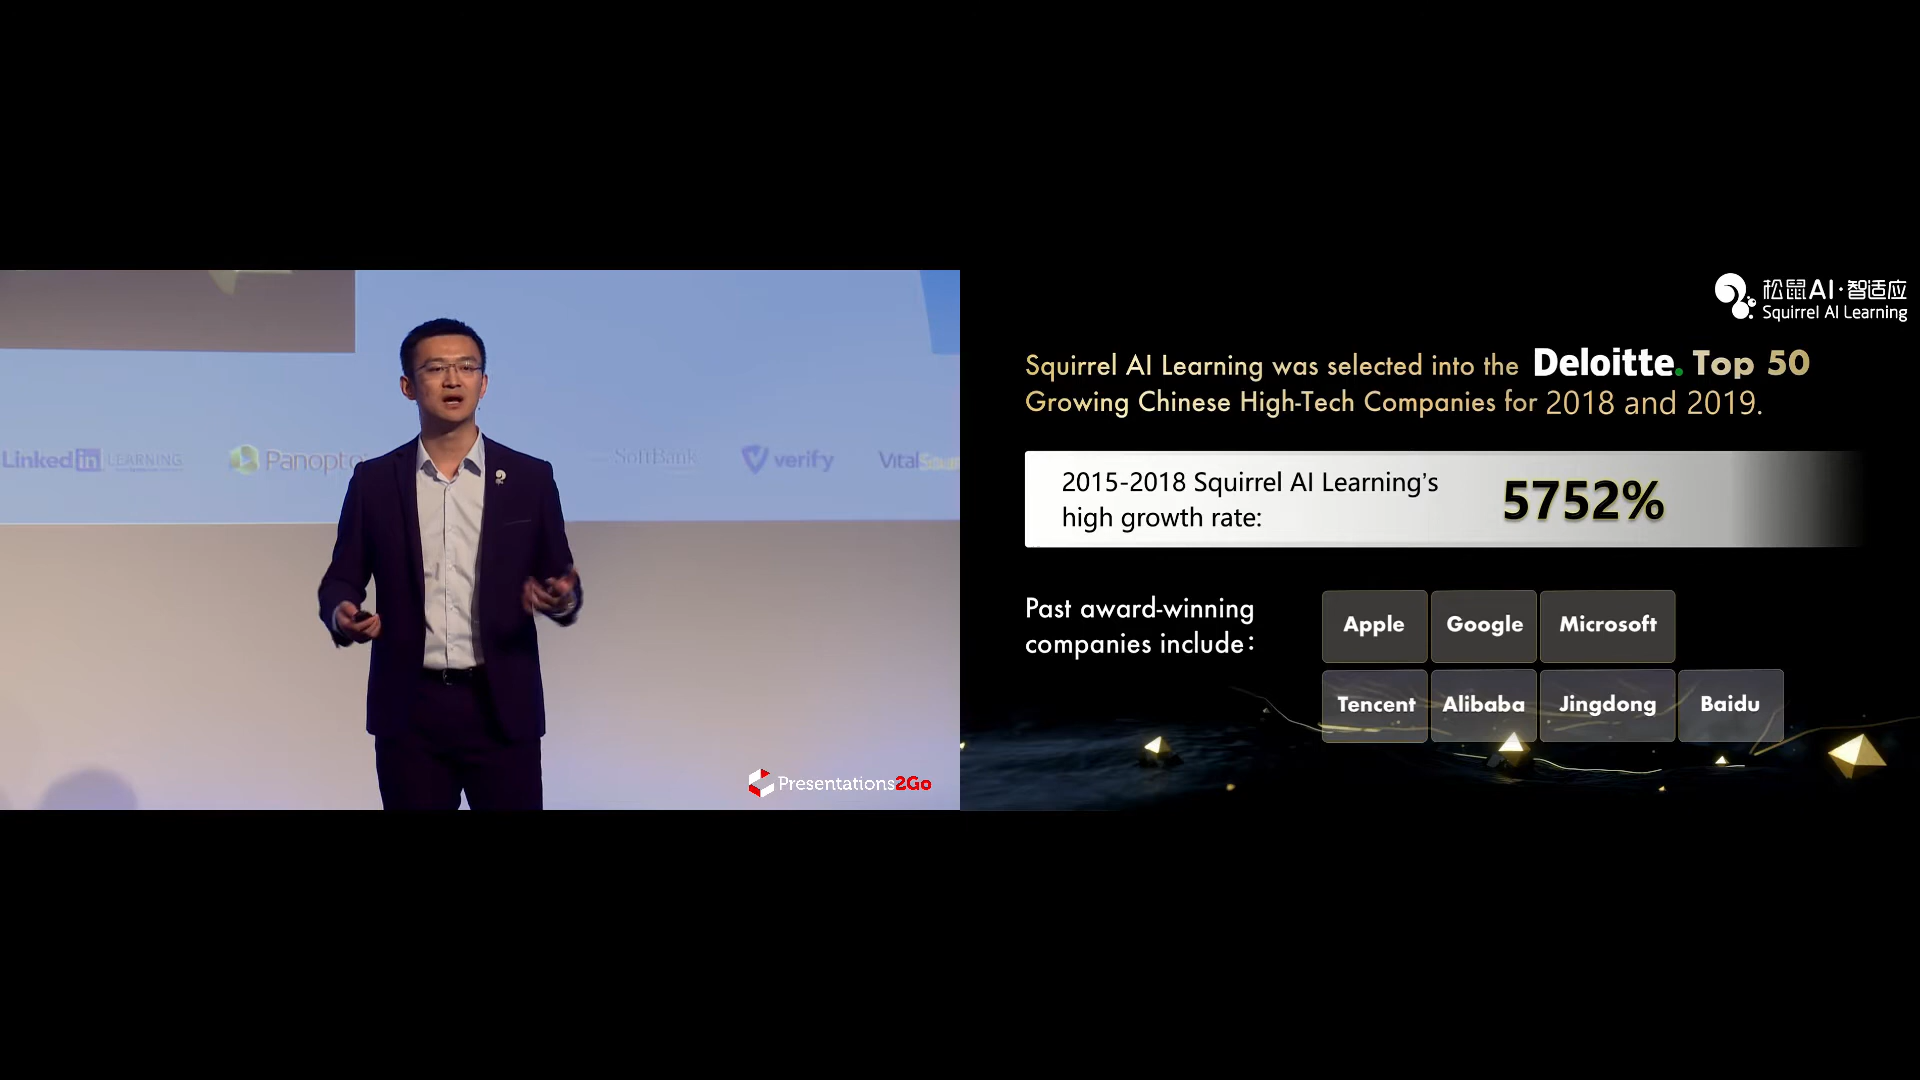 Linked in LEARNING
Panopto
SoftBank
verify
VitalSource
Presentations2Go
松鼠AI·智适应
Squirrel AI Learning
Squirrel AI Learning was selected into the Deloitte. Top 50
Growing Chinese High-Tech Companies for 2018 and 2019.
2015-2018 Squirrel AI Learning's
high growth rate:
5752%
Past award-winning
companies include:
Apple Google Microsoft
Tencent Alibaba Jingdong Baidu